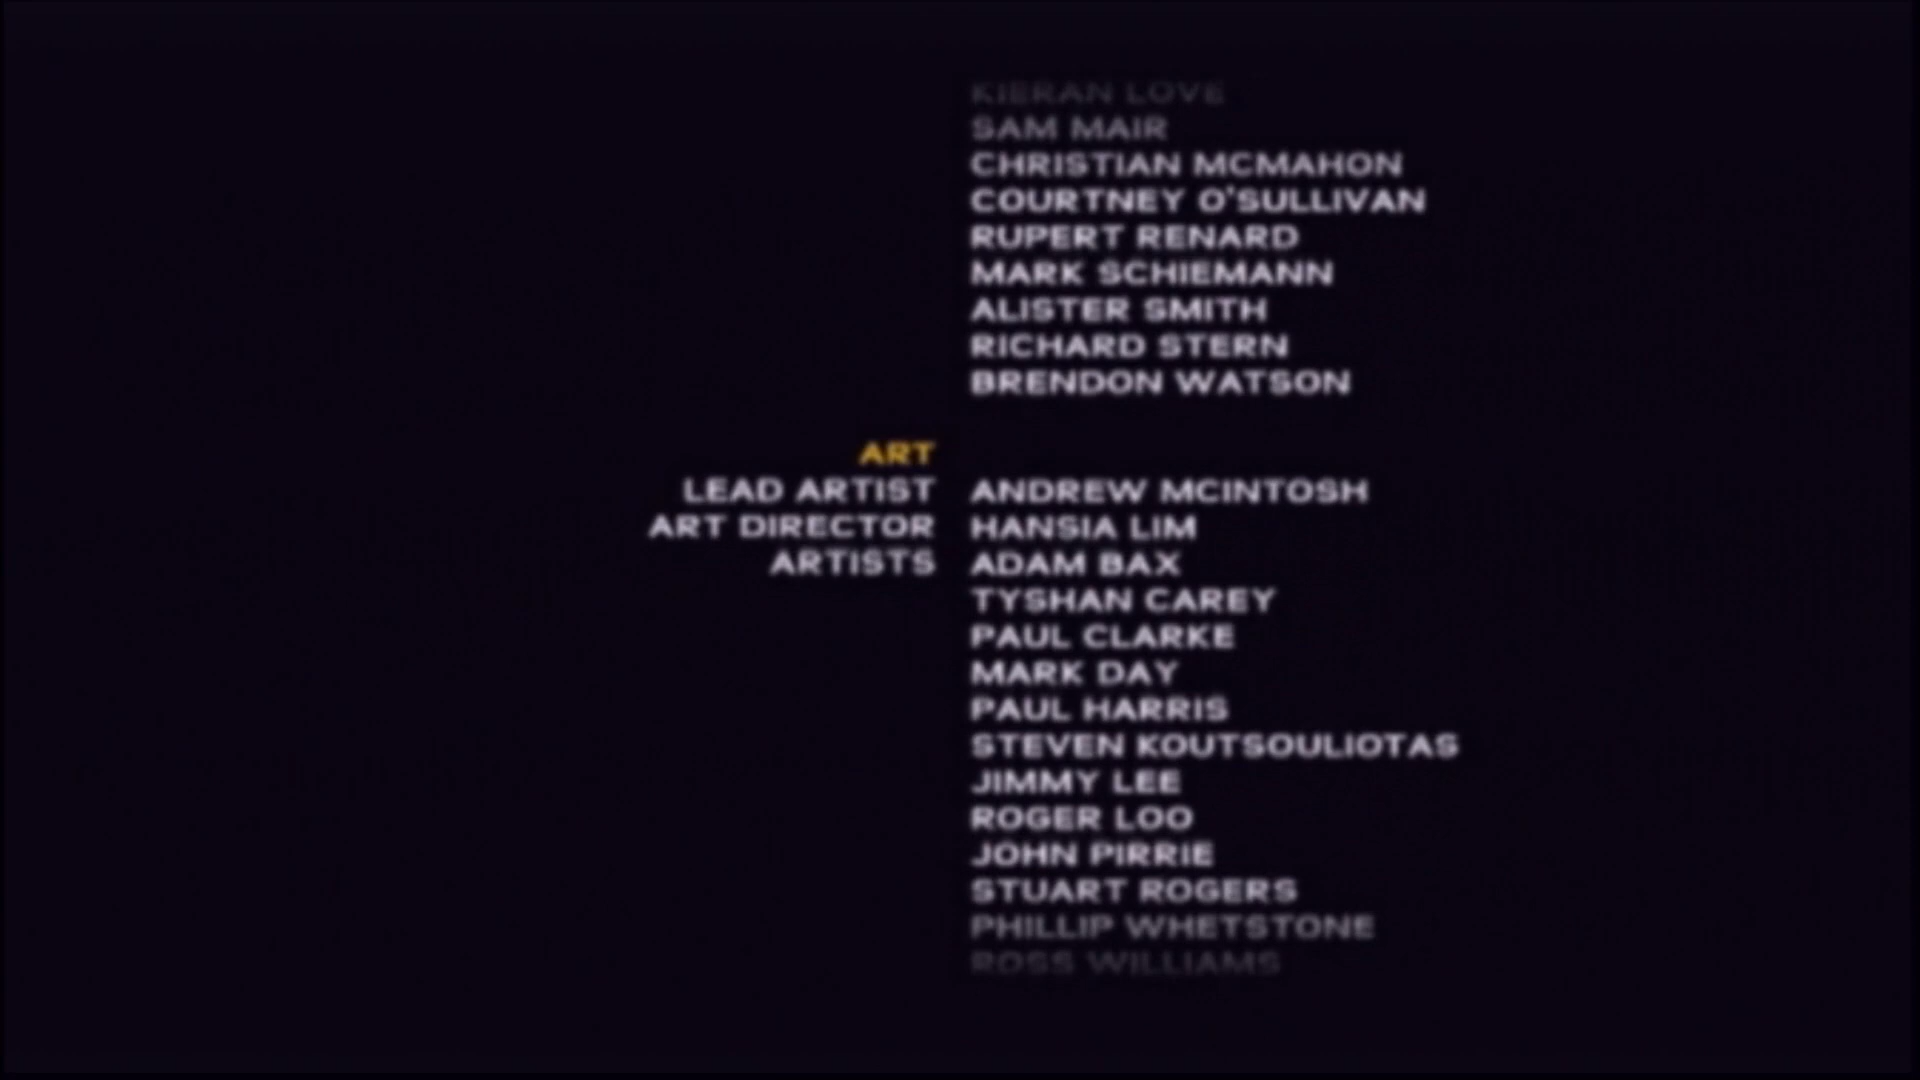 KIERAN LOVE
SAM MAIR
CHRISTIAN MCMAHON
COURTNEY O'SULLIVAN
RUPERT RENARD
MARK SCHIEMANN
ALISTER SMITH
RICHARD STERN
BRENDON WATSON
ART
LEAD ARTIST ANDREW MCINTOSH
ART DIRECTOR HANSIA LIM
ARTISTS ADAM BAX
TYSHAN CAREY
PAUL CLARKE
MARK DAY
PAUL HARRIS
STEVEN KOUTSOULIOTAS
JIMMY LEE
ROGER LOO
JOHN PIRRIE
STUART ROGERS
PHILLIP WHETSTONE
ROSS WILLIAMS